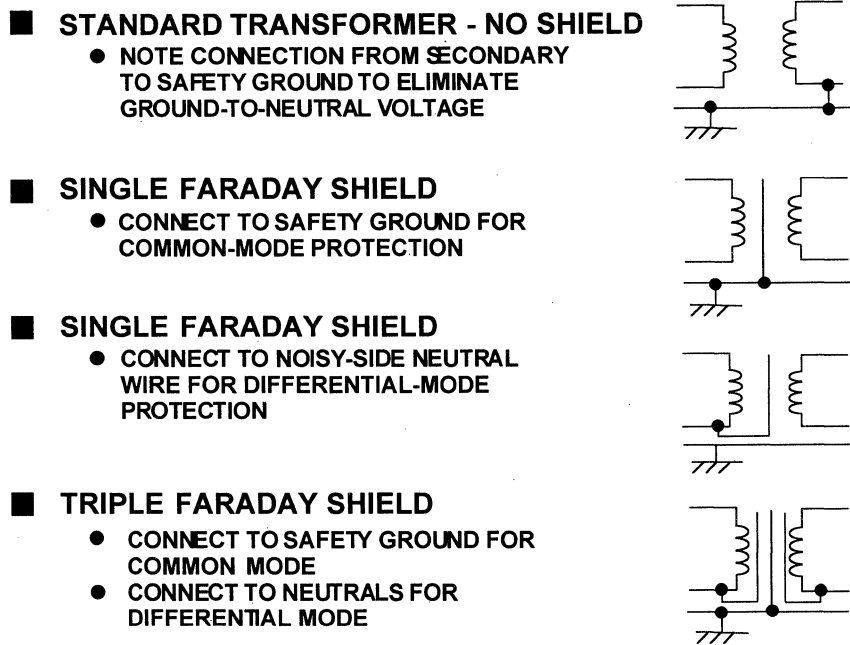 STANDARD TRANSFORMER - NO SHIELD
NOTE CONNECTION FROM SECONDARY
TO SAFETY GROUND TO ELIMINATE
GROUND-TO-NEUTRAL VOLTAGE
SINGLE FARADAY SHIELD
CONNECT TO SAFETY GROUND FOR
COMMON-MODE PROTECTION
SINGLE FARADAY SHIELD
CONNECT TO NOISY-SIDE NEUTRAL
WIRE FOR DIFFERENTIAL-MODE
PROTECTION
TRIPLE FARADAY SHIELD
CONNECT TO SAFETY GROUND FOR
COMMON MODE
CONNECT TO NEUTRALS FOR
DIFFERENTIAL MODE